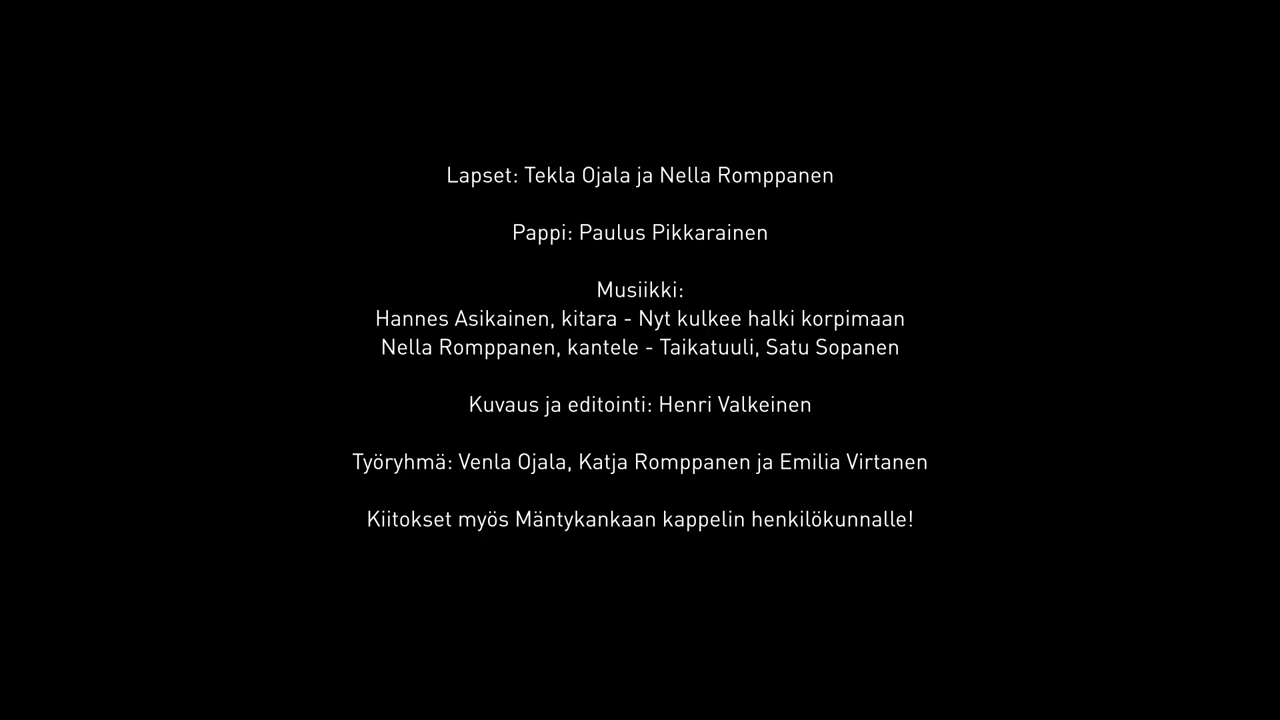 Lapset: Tekla Ojala ja Nella Romppanen
Pappi: Paulus Pikkarainen
Musiikki:
Hannes Asikainen, kitara - Nyt kulkee halki korpimaan
Nella Romppanen, kantele - Taikatuuli, Satu Sopanen
Kuvaus ja editointi: Henri Valkeinen
Työryhmä: Venla Ojala, Katja Romppanen ja Emilia Virtanen
Kiitokset myös Mäntykankaan kappelin henkilökunnalle!